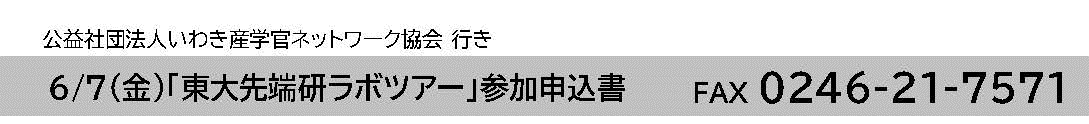 公益社団法人いわき産学官ネットワーク協会 行き
6/7(金)「東大先端研ラボツアー」参加申込書 FAX 0246-21-7571